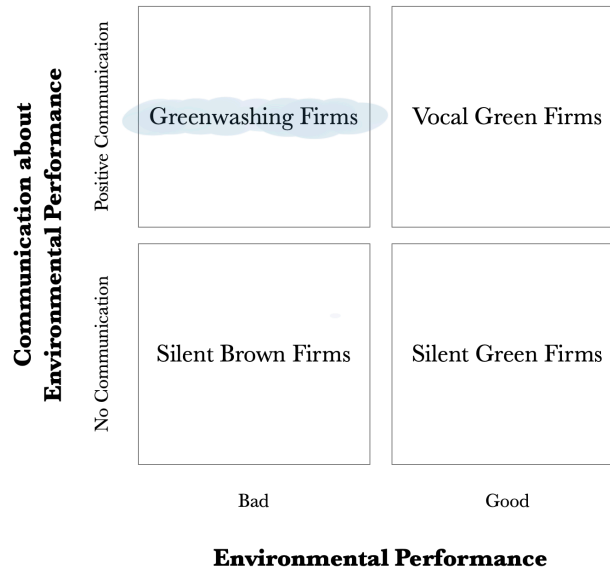 Communication about
Environmental Performance
Positive Communication
Greenwashing Firms
Vocal Green Firms
No Communication
Silent Brown Firms
Silent Green Firms
Bad
Good
Environmental Performance